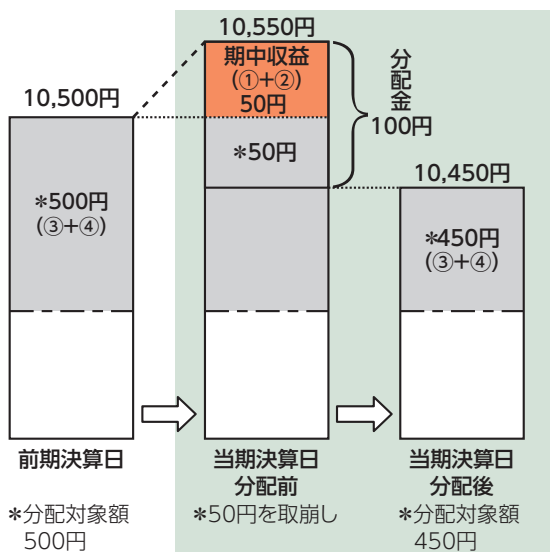 10,500円
*500円
(③+④)
前期決算日
*分配対象額
500円
10,550円
期中収益
(①+②)
50円
*50円
分配金
100円
当期決算日
分配前
*50円を取崩し
10,450円
*450円
(③+④)
当期決算日
分配後
*分配対象額
450円